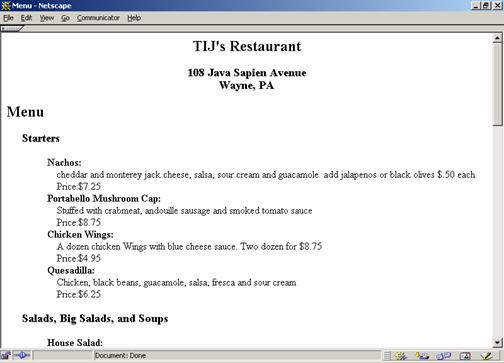 Menu - Netscape
File Edit View Go Communicator Help
TIJ's Restaurant
108 Java Sapien Avenue
Wayne, PA
Menu
Starters
Nachos:
cheddar and monterey jack cheese, salsa, sour cream and guacamole. add jalapenos or black olives $.50 each
Price:$7.25
Portabello Mushroom Cap:
Stuffed with crabmeat, andouille sausage and smoked tomato sauce
Price:$8.75
Chicken Wings:
A dozen chicken Wings with blue cheese sauce. Two dozen for $8.75
Price:$4.95
Quesadilla:
Chicken, black beans, guacamole, salsa, fresca and sour cream
Price:$6.25
Salads, Big Salads, and Soups
House Salad:
Document: Done